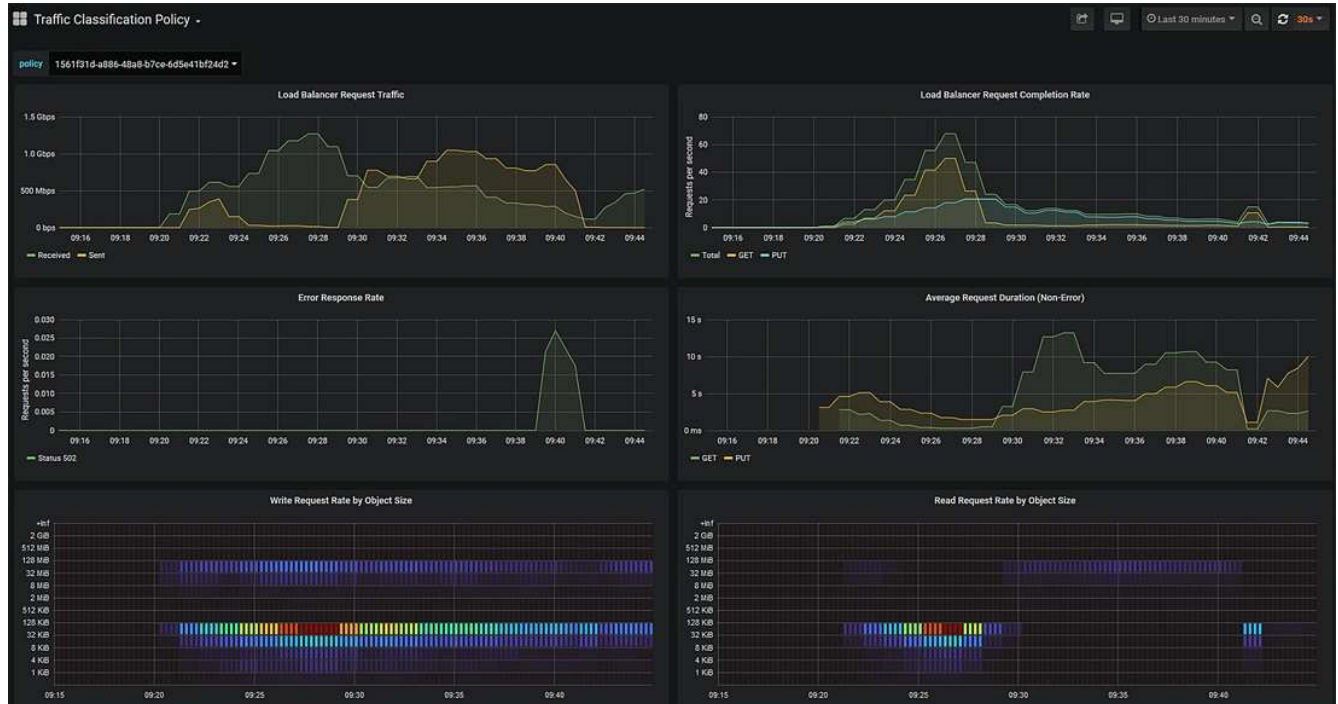 Traffic Classification Policy
Last 30 minutes 30s
policy 1561f31d-a886-48a8-b7ce-6d5e41bf24d2
Load Balancer Request Traffic
1.5 Gbps
1.0 Gbps
500 Mbps
0 bps
09:16 09:18 09:20 09:22 09:24 09:26 09:28 09:30 09:32 09:34 09:36 09:38 09:40 09:42 09:44
Received Sent
Load Balancer Request Completion Rate
Requests per second
80
60
40
20
0
09:16 09:18 09:20 09:22 09:24 09:26 09:28 09:30 09:32 09:34 09:36 09:38 09:40 09:42 09:44
Total GET PUT
Error Response Rate
Requests per second
0.030
0.025
0.020
0.015
0.010
0.005
0
09:16 09:18 09:20 09:22 09:24 09:26 09:28 09:30 09:32 09:34 09:36 09:38 09:40 09:42 09:44
Status 502
Average Request Duration (Non-Error)
15 s
10 s
5 s
0 ms
09:16 09:18 09:20 09:22 09:24 09:26 09:28 09:30 09:32 09:34 09:36 09:38 09:40 09:42 09:44
GET PUT
Write Request Rate by Object Size
+Inf
2 GiB
512 MiB
128 MiB
32 MiB
8 MiB
2 MiB
512 KiB
128 KiB
32 KiB
8 KiB
4 KiB
1 KiB
09:15 09:20 09:25 09:30 09:35 09:40
Read Request Rate by Object Size
+Inf
2 GiB
512 MiB
128 MiB
32 MiB
8 MiB
2 MiB
512 KiB
128 KiB
32 KiB
8 KiB
4 KiB
1 KiB
09:15 09:20 09:25 09:30 09:35 09:40